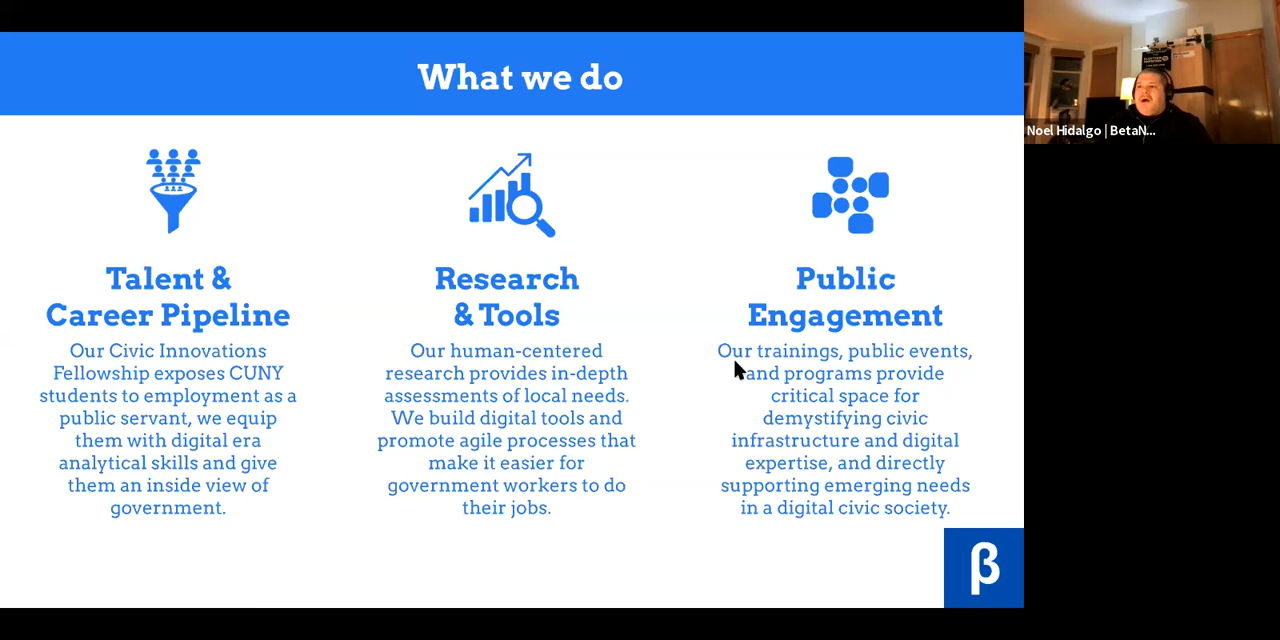 What we do
Talent &
Career Pipeline
Our Civic Innovations
Fellowship exposes CUNY
students to employment as a
public servant, we equip
them with digital era
analytical skills and give
them an inside view of
government.
Research
& Tools
Our human-centered
research provides in-depth
assessments of local needs.
We build digital tools and
promote agile processes that
make it easier for
government workers to do
their jobs.
Public
Engagement
Our trainings, public events,
and programs provide
critical space for
demystifying civic
infrastructure and digital
expertise, and directly
supporting emerging needs
in a digital civic society.
β
Noel Hidalgo | BetaN...